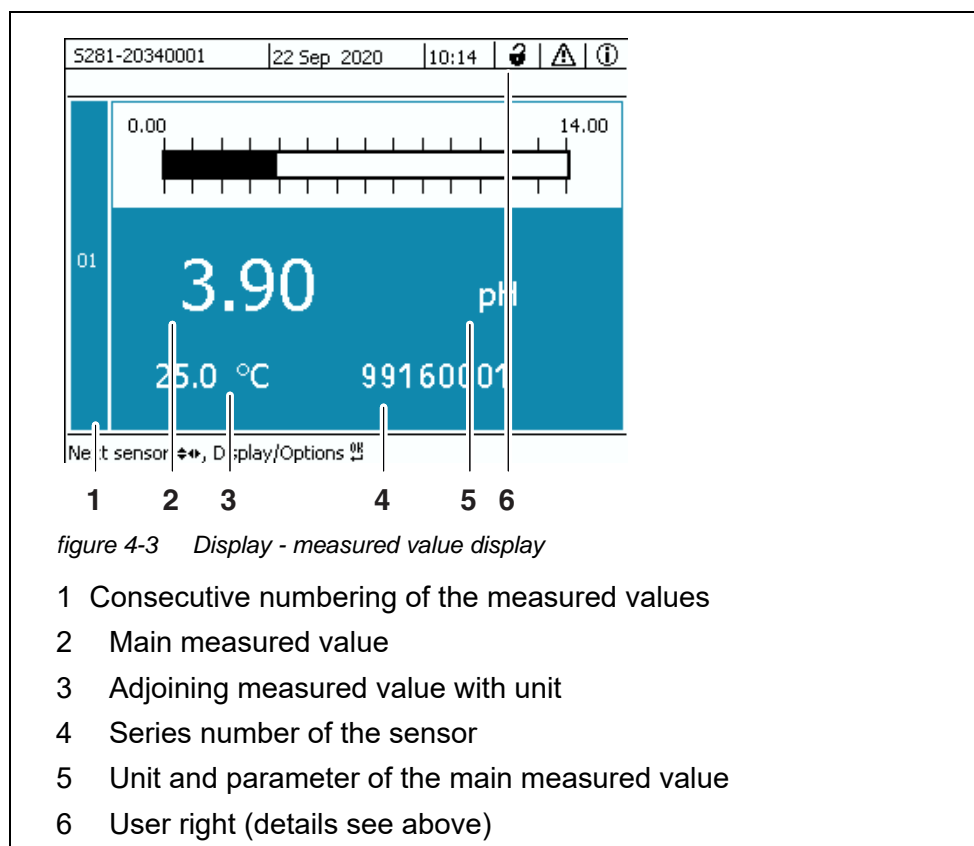 S281-20340001 22 Sep 2020 10:14
0.00 14.00
01
3.90 pH
25.0 °C 99160001
Next sensor, Display/Options OK
1 2 3 4 5 6
figure 4-3 Display - measured value display
1 Consecutive numbering of the measured values
2 Main measured value
3 Adjoining measured value with unit
4 Series number of the sensor
5 Unit and parameter of the main measured value
6 User right (details see above)